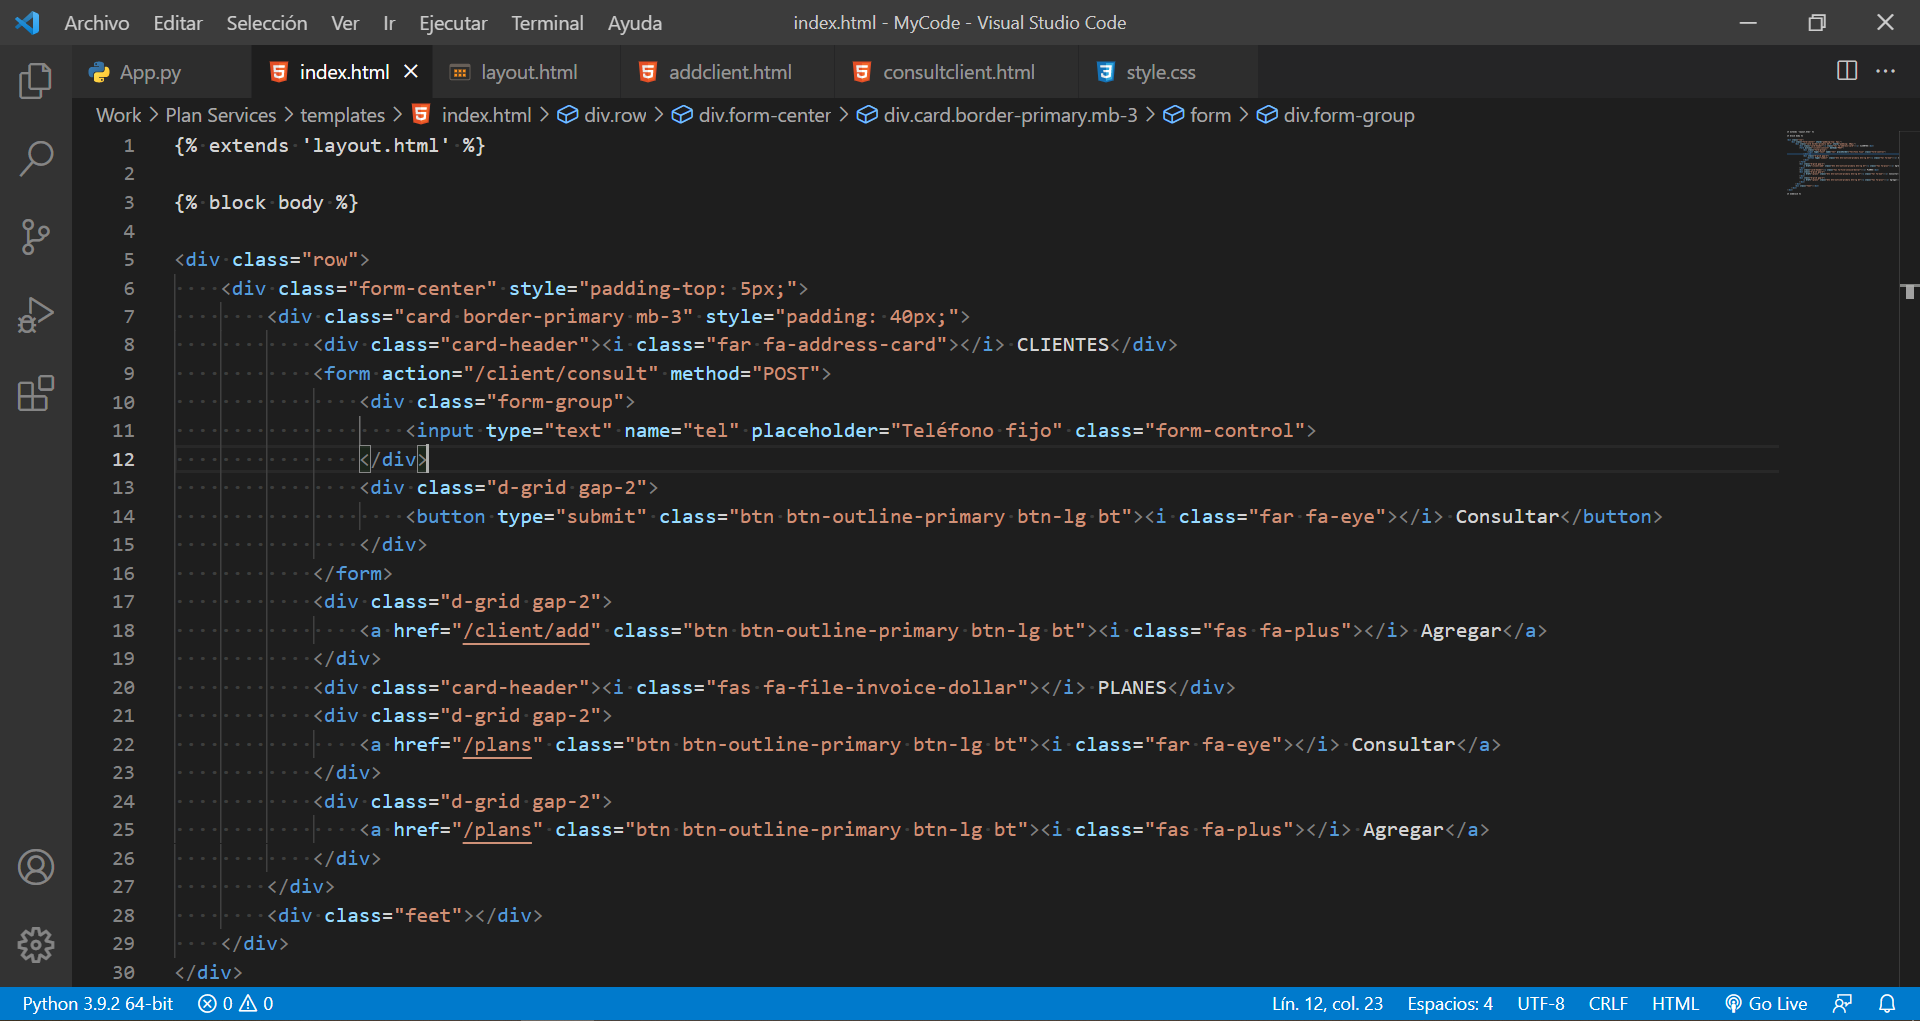 Archivo Editar Selección Ver Ir Ejecutar Terminal Ayuda index.html - MyCode - Visual Studio Code
App.py index.html layout.html addclient.html consultclient.html style.css
Work > Plan Services > templates > index.html > div.row > div.form-center > div.card.border-primary.mb-3 > form > div.form-group
1 {% extends 'layout.html' %}
2
3 {% block body %}
4
5 <div class="row">
6 <div class="form-center" style="padding-top: 5px;">
7 <div class="card border-primary mb-3" style="padding: 40px;">
8 <div class="card-header"><i class="far fa-address-card"></i> CLIENTES</div>
9 <form action="/client/consult" method="POST">
10 <div class="form-group">
11 <input type="text" name="tel" placeholder="Teléfono fijo" class="form-control">
12 </div>
13 <div class="d-grid gap-2">
14 <button type="submit" class="btn btn-outline-primary btn-lg bt"><i class="far fa-eye"></i> Consultar</button>
15 </div>
16 </form>
17 <div class="d-grid gap-2">
18 <a href="/client/add" class="btn btn-outline-primary btn-lg bt"><i class="fas fa-plus"></i> Agregar</a>
19 </div>
20 <div class="card-header"><i class="fas fa-file-invoice-dollar"></i> PLANES</div>
21 <div class="d-grid gap-2">
22 <a href="/plans" class="btn btn-outline-primary btn-lg bt"><i class="far fa-eye"></i> Consultar</a>
23 </div>
24 <div class="d-grid gap-2">
25 <a href="/plans" class="btn btn-outline-primary btn-lg bt"><i class="fas fa-plus"></i> Agregar</a>
26 </div>
27 </div>
28 <div class="feet"></div>
29 </div>
30 </div>
Python 3.9.2 64-bit 0 0 Lín. 12, col. 23 Espacios: 4 UTF-8 CRLF HTML Go Live